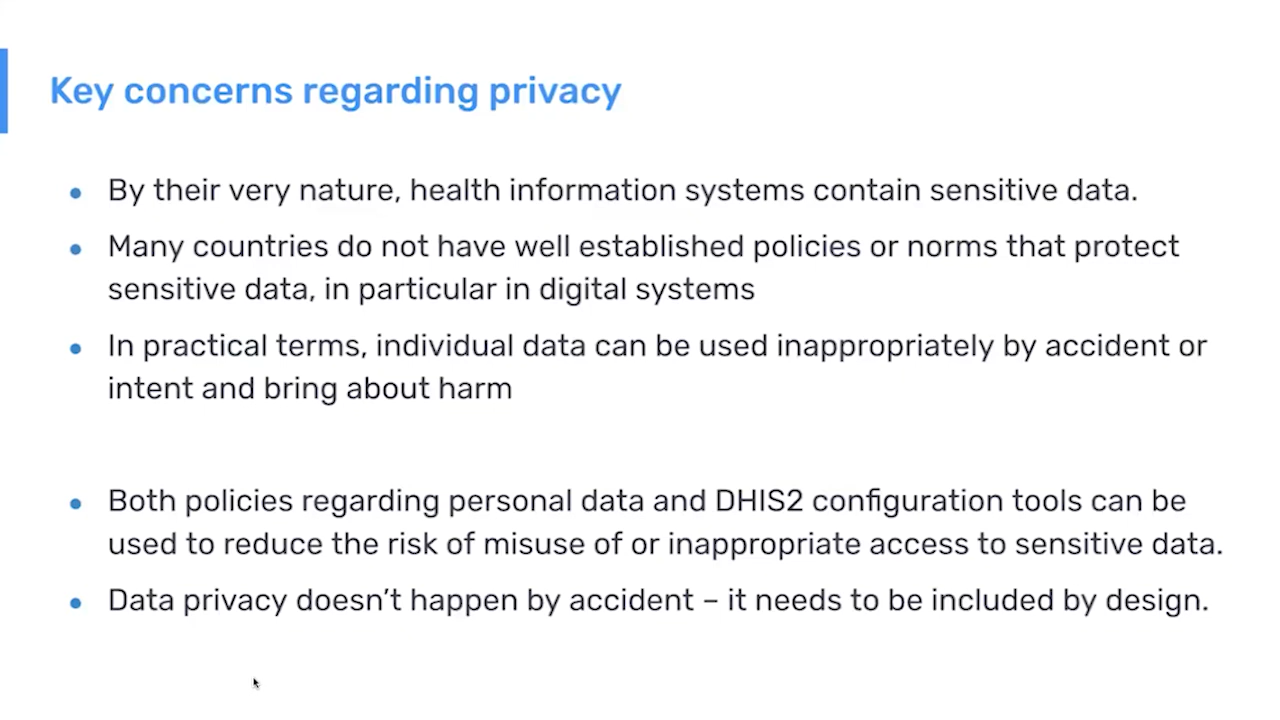 Key concerns regarding privacy
• By their very nature, health information systems contain sensitive data.
• Many countries do not have well established policies or norms that protect
sensitive data, in particular in digital systems
• In practical terms, individual data can be used inappropriately by accident or
intent and bring about harm
• Both policies regarding personal data and DHIS2 configuration tools can be
used to reduce the risk of misuse of or inappropriate access to sensitive data.
• Data privacy doesn’t happen by accident – it needs to be included by design.